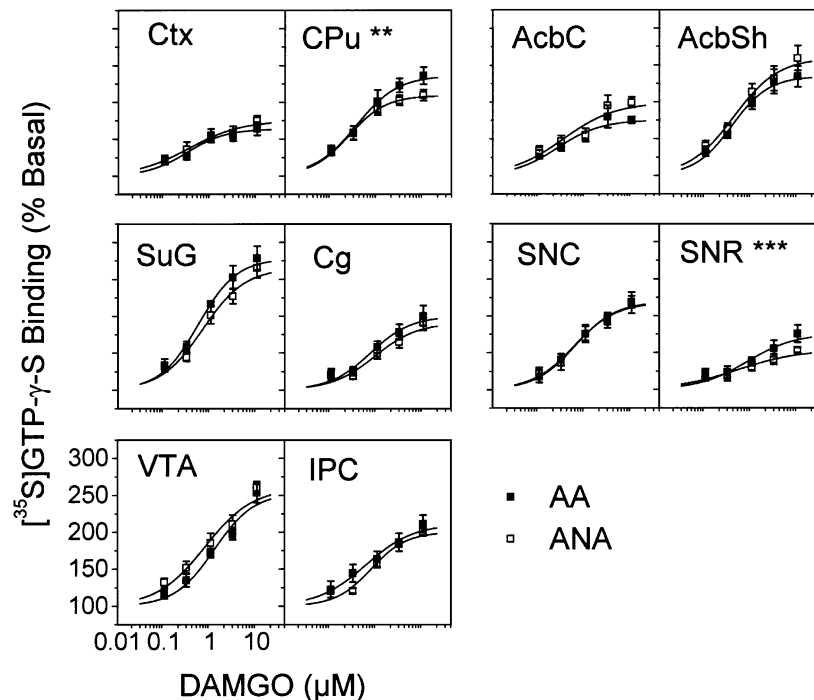 Ctx
CPu **
AcbC
AcbSh
SuG
Cg
SNC
SNR ***
VTA
IPC
[³⁵S]GTP-γ-S Binding (% Basal)
300
250
200
150
100
0.01 0.1 1 10
DAMGO (μM)
AA
ANA